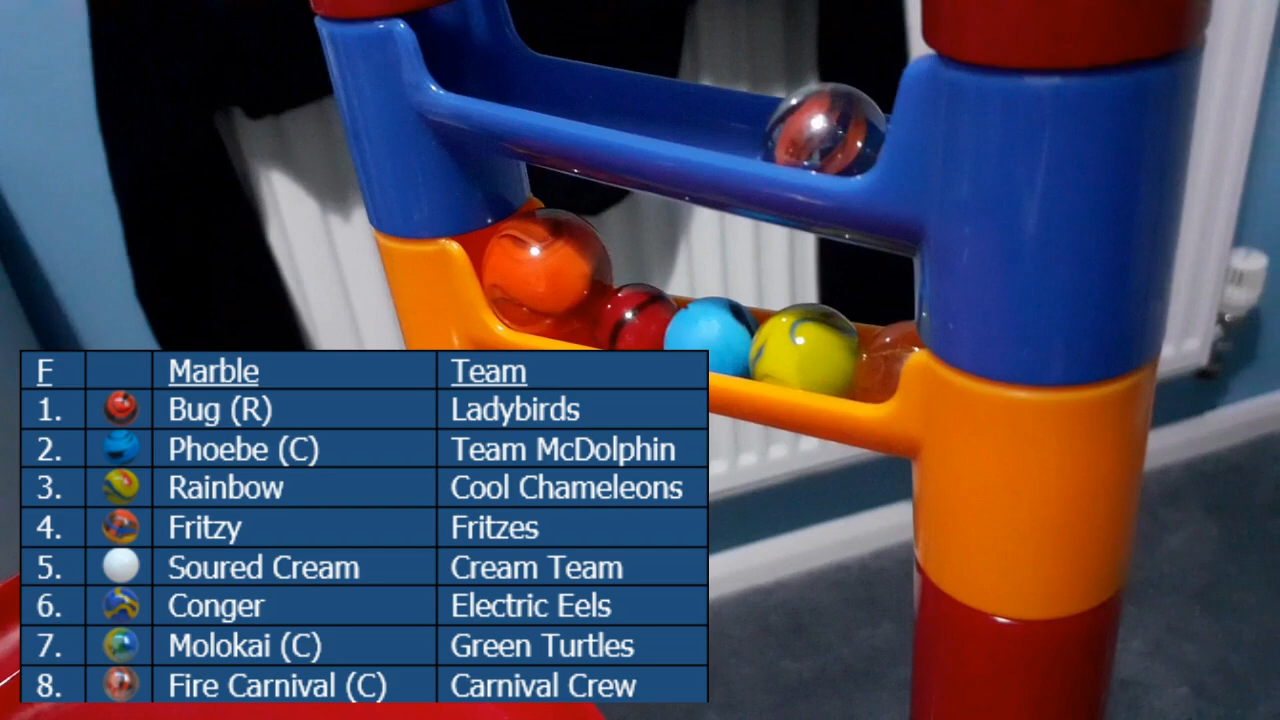 F Marble Team
1. Bug (R) Ladybirds
2. Phoebe (C) Team McDolphin
3. Rainbow Cool Chameleons
4. Fritzy Fritzes
5. Soured Cream Cream Team
6. Conger Electric Eels
7. Molokai (C) Green Turtles
8. Fire Carnival (C) Carnival Crew